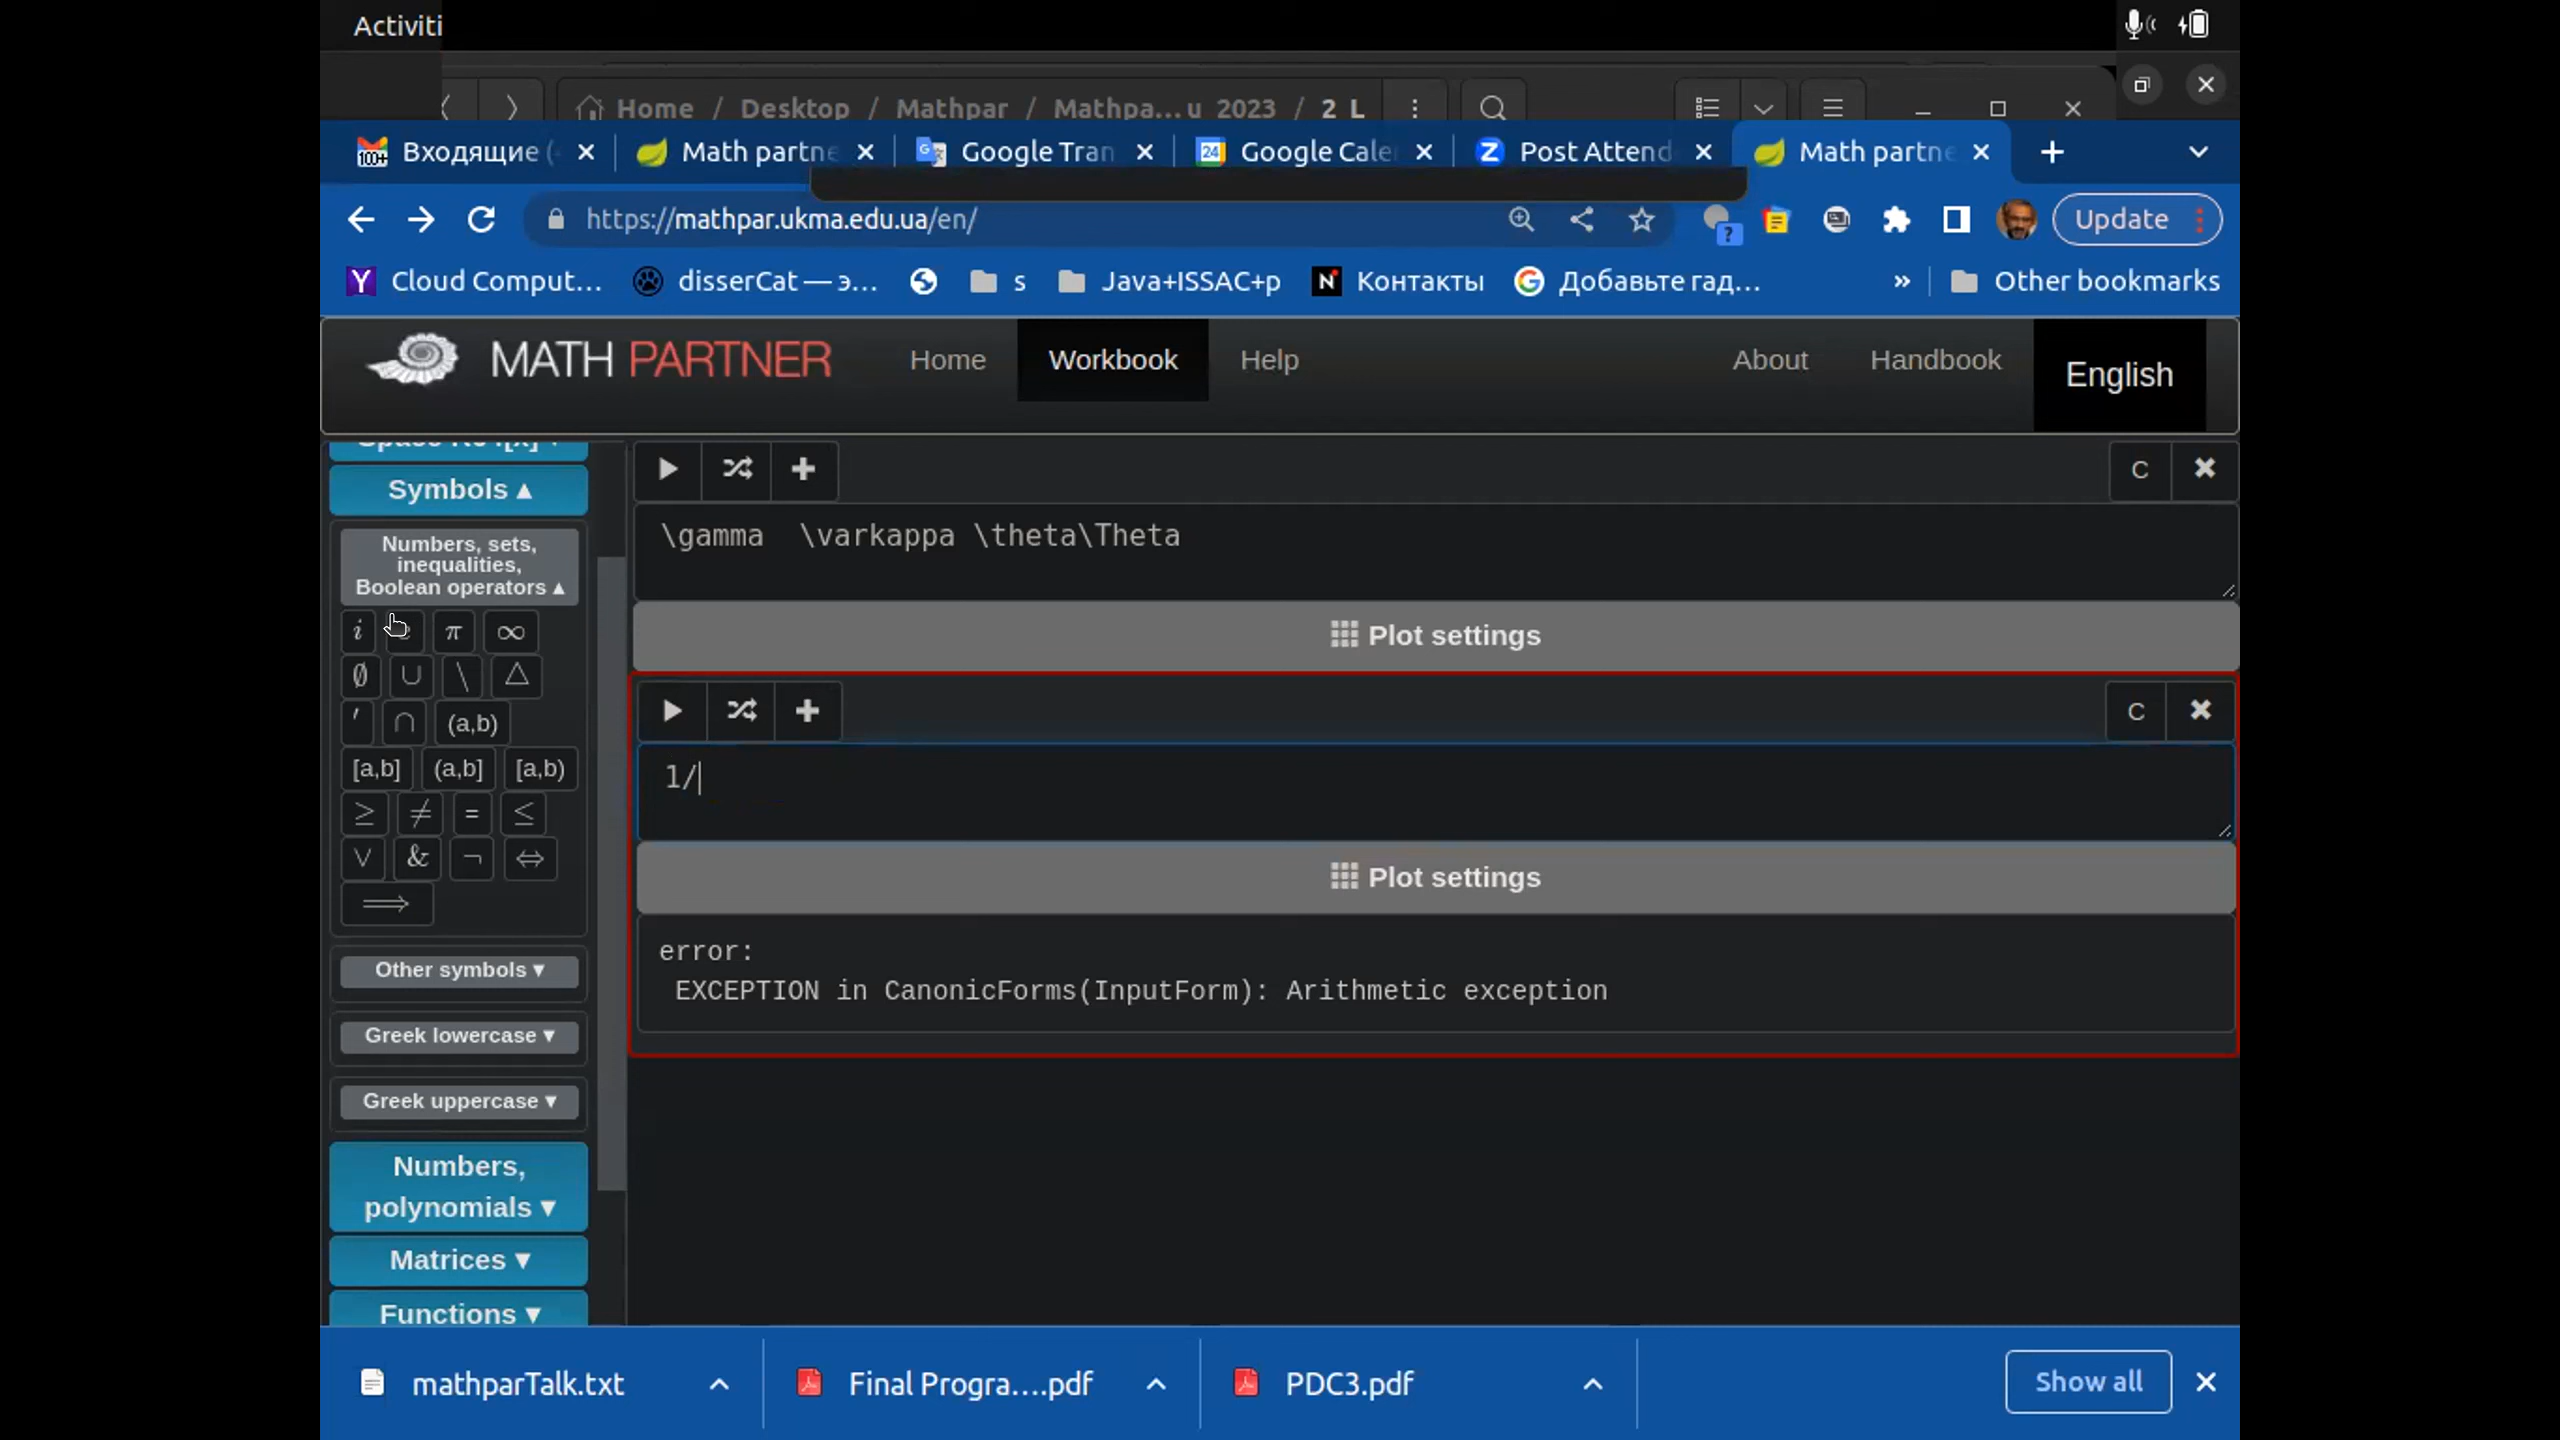 Activiti
Home / Desktop / Mathpar / Mathpa...u 2023 / 2 L
Входящие (
Math partne
Google Tran
Google Cale
Post Attend
Math partne
https://mathpar.ukma.edu.ua/en/
Update
Cloud Comput...
disserCat — э...
s
Java+ISSAC+p
Контакты
Добавьте гад...
»
Other bookmarks
MATH PARTNER
Home
Workbook
Help
About
Handbook
English
Symbols ▴
Numbers, sets,
inequalities,
Boolean operators ▴
i π ∞
∅ ∪ \ △
′ ∩ (a,b)
[a,b] (a,b] [a,b)
≥ ≠ = ≤
∨ & ¬ ⇔
⟹
Other symbols ▾
Greek lowercase ▾
Greek uppercase ▾
Numbers,
polynomials ▾
Matrices ▾
Functions ▾
C
\gamma \varkappa \theta\Theta
Plot settings
C
1/
Plot settings
error:
EXCEPTION in CanonicForms(InputForm): Arithmetic exception
mathparTalk.txt
Final Progra....pdf
PDC3.pdf
Show all